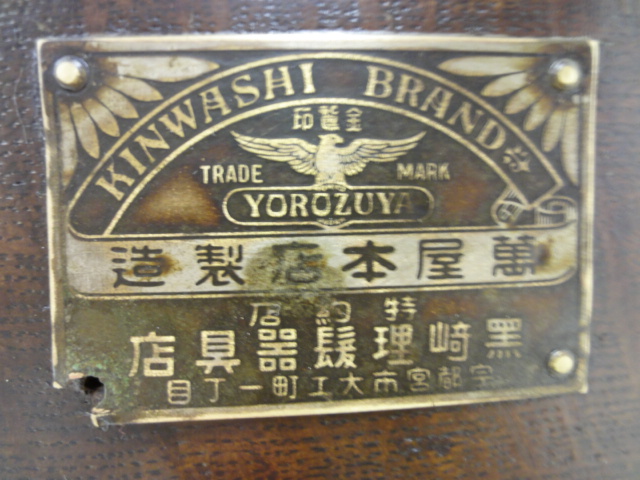 KINWASHI BRAND
金鷲印
TRADE MARK
YOROZUYA
萬屋本店製造
特約店
黑崎理髮器具店
宇都宮市大工町一丁目